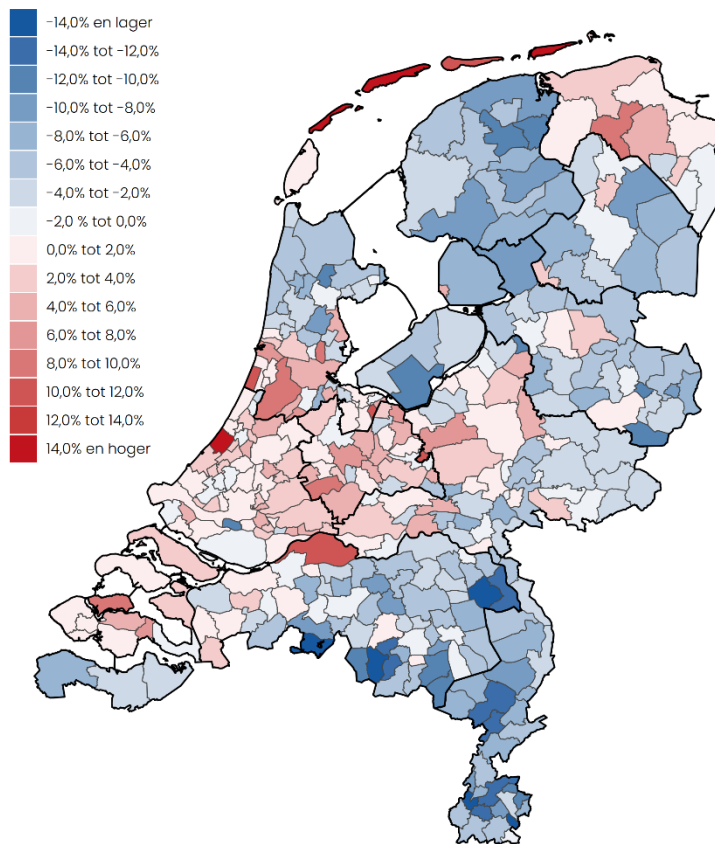 -14,0% en lager
-14,0% tot -12,0%
-12,0% tot -10,0%
-10,0% tot -8,0%
-8,0% tot -6,0%
-6,0% tot -4,0%
-4,0% tot -2,0%
-2,0 % tot 0,0%
0,0% tot 2,0%
2,0% tot 4,0%
4,0% tot 6,0%
6,0% tot 8,0%
8,0% tot 10,0%
10,0% tot 12,0%
12,0% tot 14,0%
14,0% en hoger